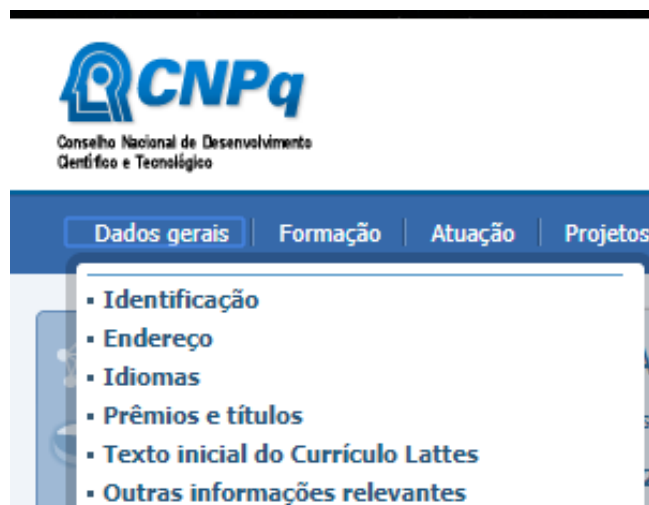 CNPq
Conselho Nacional de Desenvolvimento
Científico e Tecnológico
Dados gerais Formação Atuação Projetos
Identificação
Endereço
Idiomas
Prêmios e títulos
Texto inicial do Currículo Lattes
Outras informações relevantes